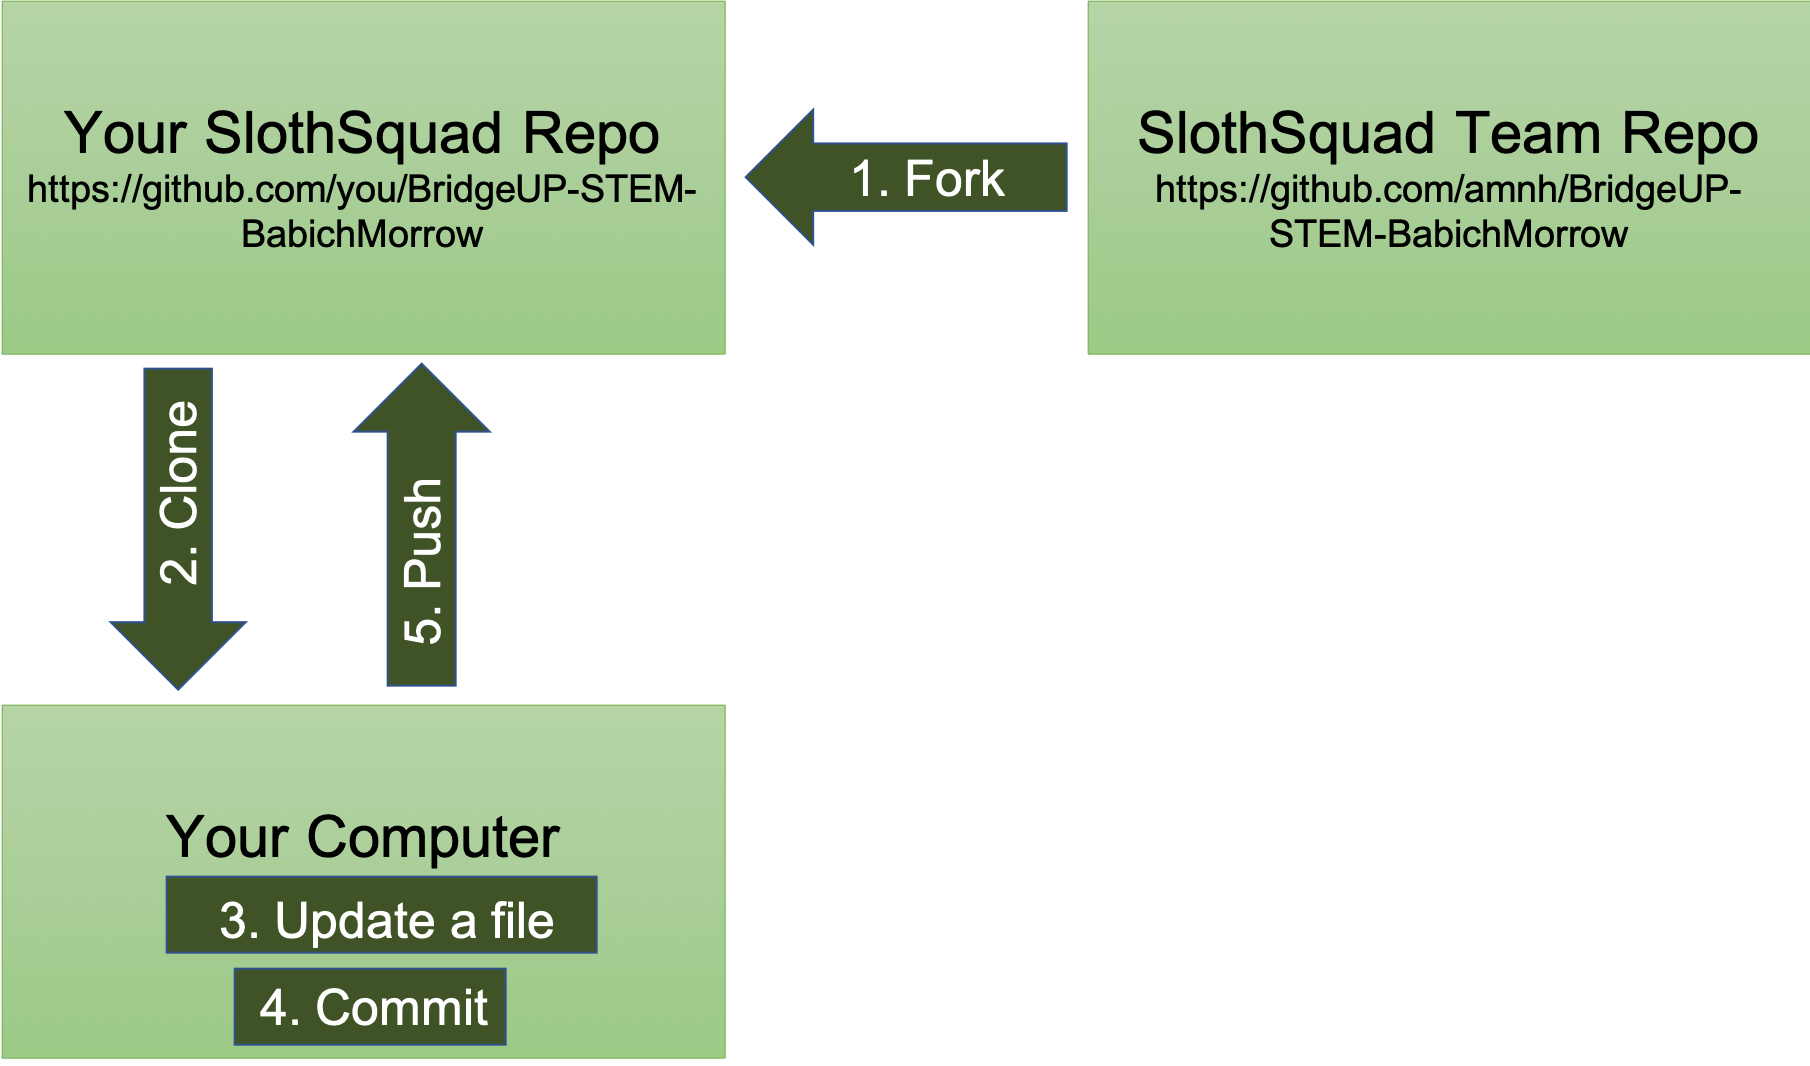 Your SlothSquad Repo
https://github.com/you/BridgeUP-STEM-
BabichMorrow
1. Fork
SlothSquad Team Repo
https://github.com/amnh/BridgeUP-
STEM-BabichMorrow
2. Clone
5. Push
Your Computer
3. Update a file
4. Commit